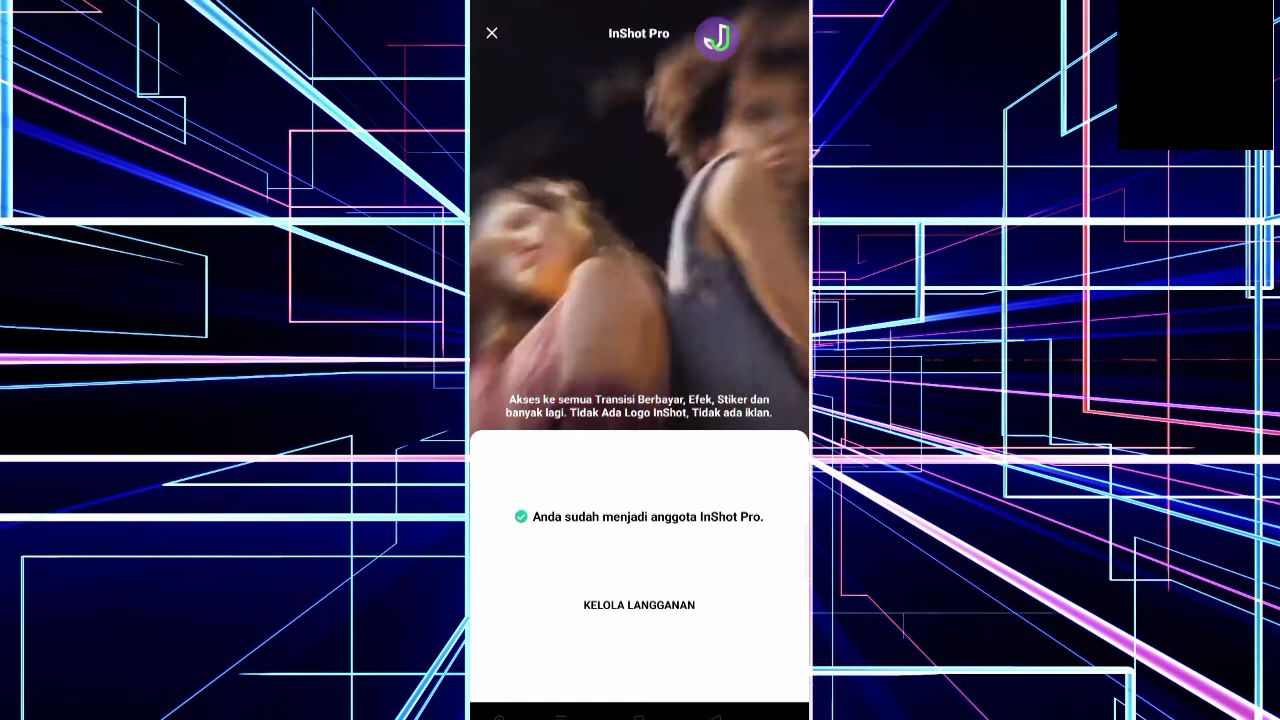 InShot Pro
Akses ke semua Transisi Berbayar, Efek, Stiker dan
banyak lagi. Tidak Ada Logo InShot, Tidak ada iklan.
Anda sudah menjadi anggota InShot Pro.
KELOLA LANGGANAN